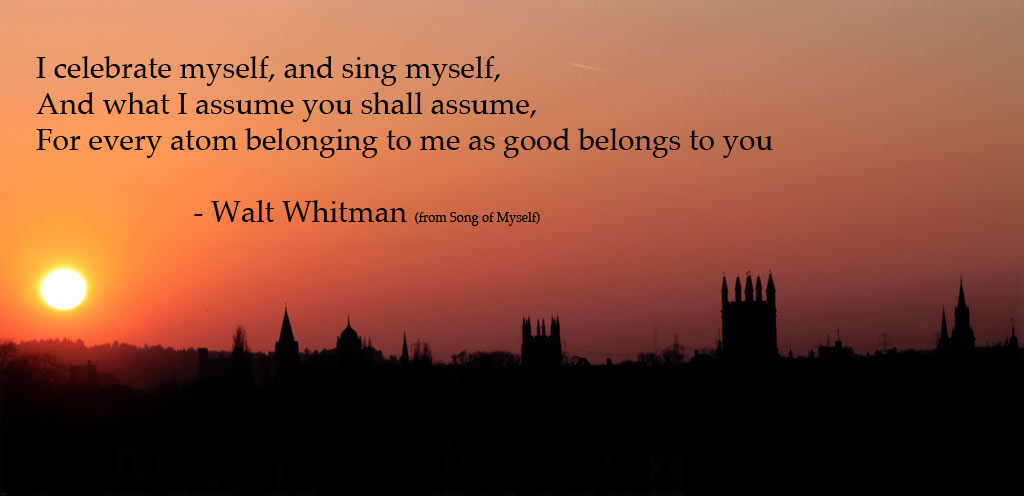 I celebrate myself, and sing myself,
And what I assume you shall assume,
For every atom belonging to me as good belongs to you
- Walt Whitman (from Song of Myself)